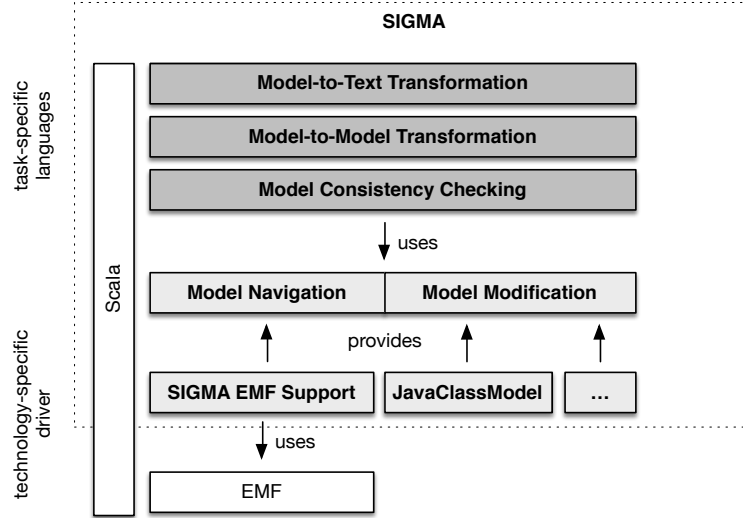 SIGMA
task-specific
languages
Model-to-Text Transformation
Model-to-Model Transformation
Model Consistency Checking
uses
Scala
Model Navigation
Model Modification
provides
technology-specific
driver
SIGMA EMF Support
JavaClassModel
...
uses
EMF